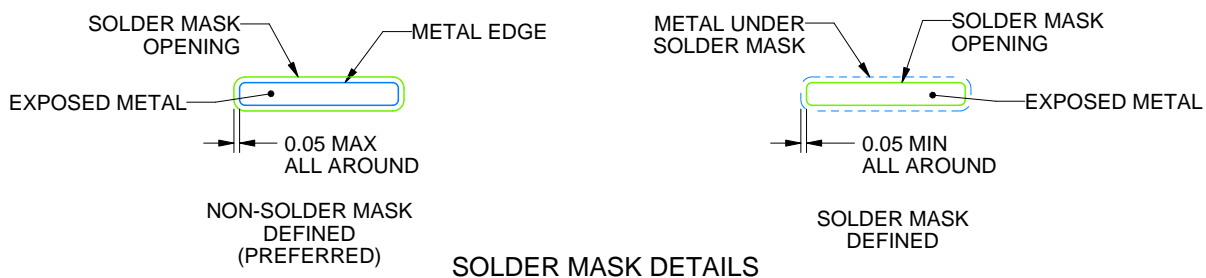 SOLDER MASK
OPENING
METAL EDGE
EXPOSED METAL
0.05 MAX
ALL AROUND
NON-SOLDER MASK
DEFINED
(PREFERRED)
METAL UNDER
SOLDER MASK
SOLDER MASK
OPENING
EXPOSED METAL
0.05 MIN
ALL AROUND
SOLDER MASK
DEFINED
SOLDER MASK DETAILS